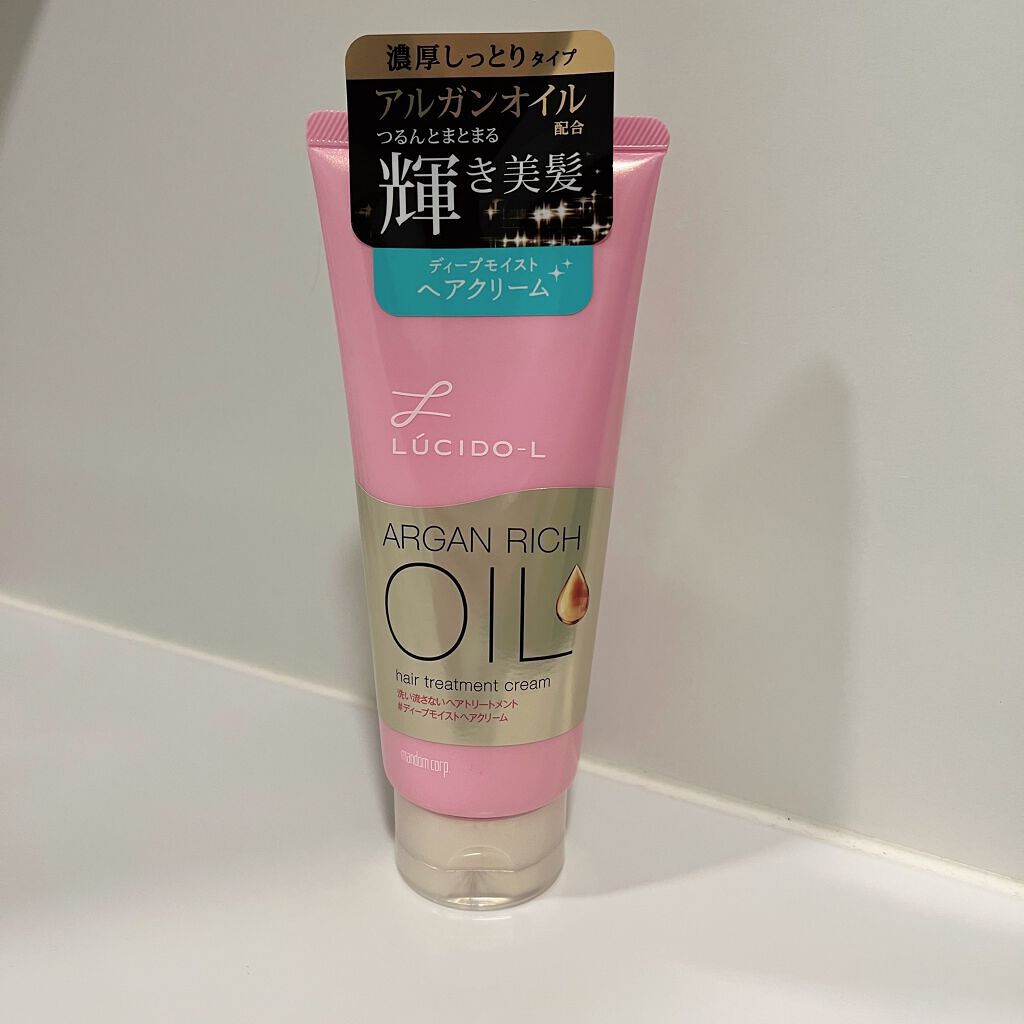 濃厚しっとりタイプ
アルガンオイル
配合
つるんとまとまる
輝き美髪
ディープモイスト
ヘアクリーム
LÚCIDO-L
ARGAN RICH
OIL
hair treatment cream
洗い流さないヘアトリートメント
#ディープモイストヘアクリーム
mandom corp